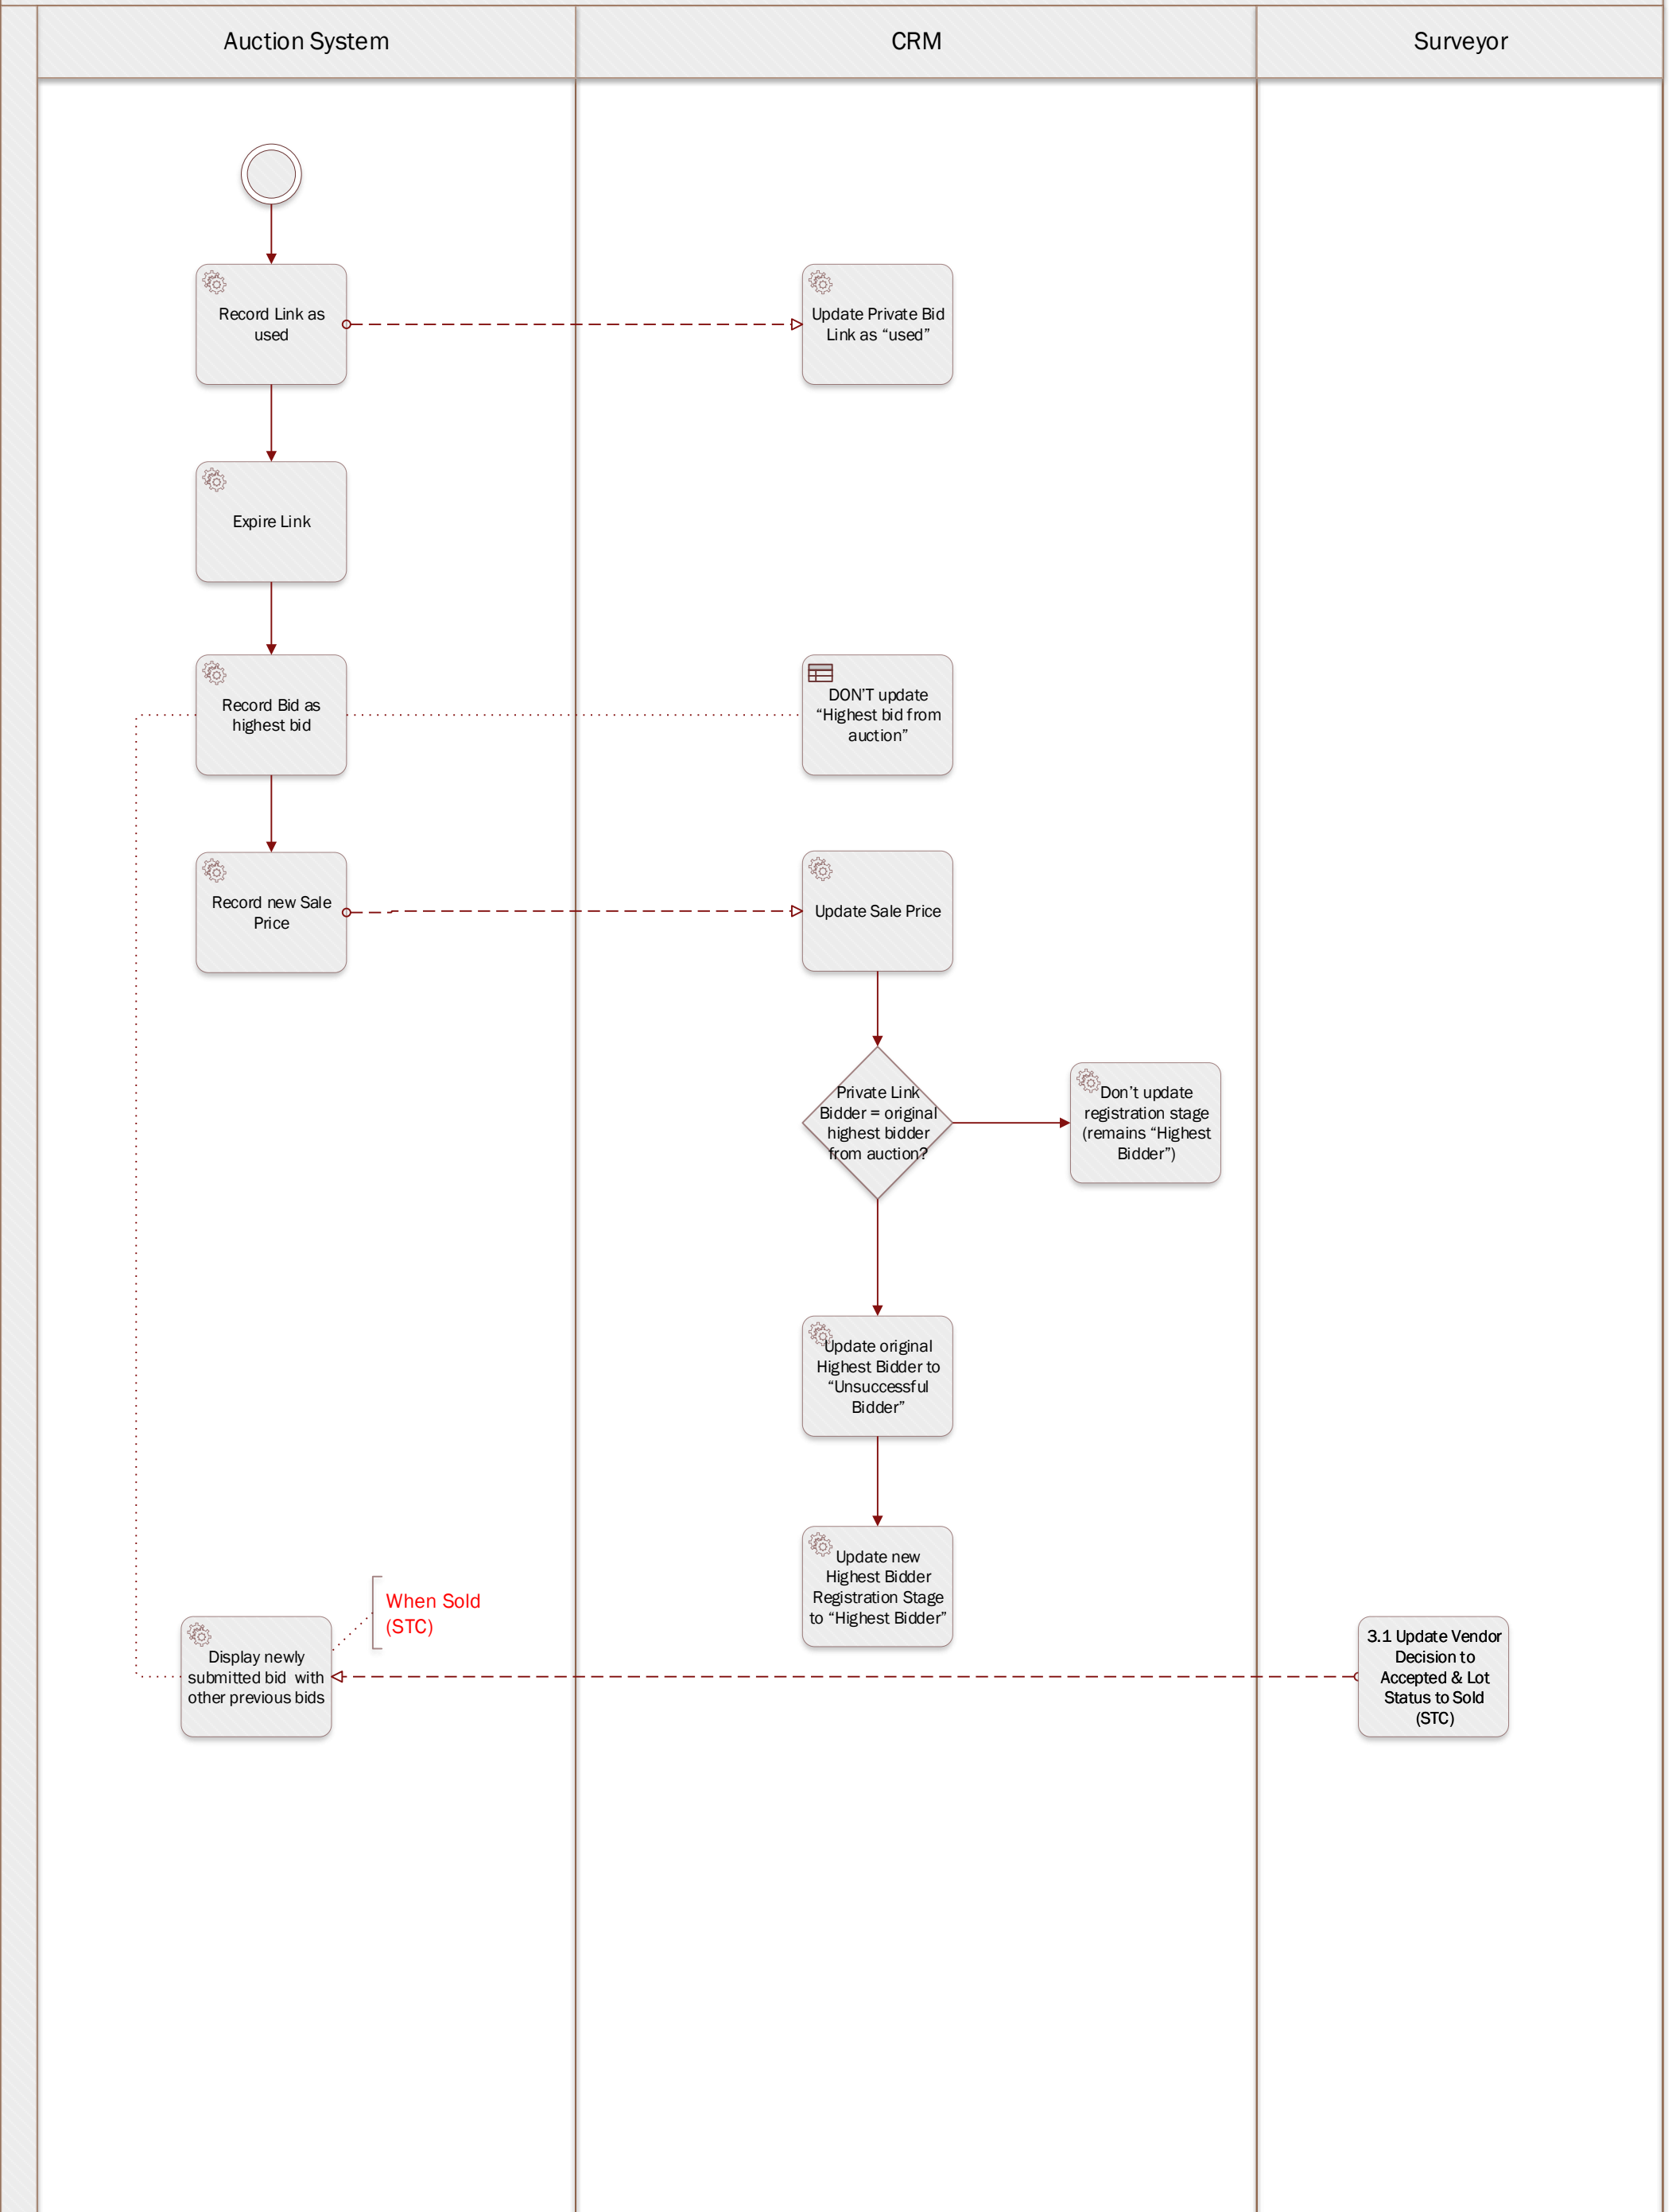 Auction System
CRM
Surveyor
Record Link as
used
Update Private Bid
Link as “used”
Expire Link
Record Bid as
highest bid
DON’T update
“Highest bid from
auction”
Record new Sale
Price
Update Sale Price
Private Link
Bidder = original
highest bidder
from auction?
Don’t update
registration stage
(remains “Highest
Bidder”)
Update original
Highest Bidder to
“Unsuccessful
Bidder”
Update new
Highest Bidder
Registration Stage
to “Highest Bidder”
When Sold
(STC)
Display newly
submitted bid with
other previous bids
3.1 Update Vendor
Decision to
Accepted & Lot
Status to Sold
(STC)